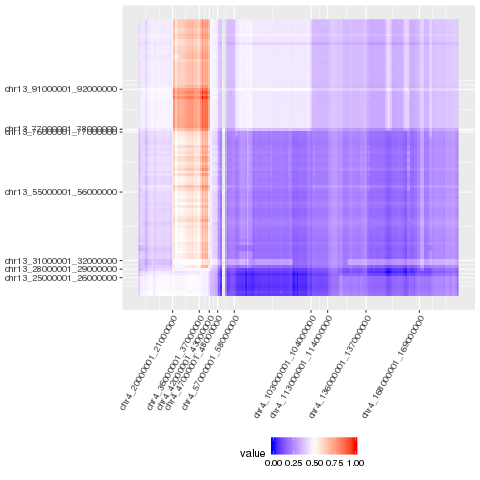 chr13_91000001_92000000
chr13_77000001_78000000
chr13_55000001_56000000
chr13_31000001_32000000
chr13_28000001_29000000
chr13_25000001_26000000
chr4_20000001_21000000
chr4_36000001_37000000
chr4_42000001_43000000
chr4_47000001_48000000
chr4_57000001_58000000
chr4_103000001_104000000
chr4_113000001_114000000
chr4_136000001_137000000
chr4_168000001_169000000
value
0.00 0.25 0.50 0.75 1.00